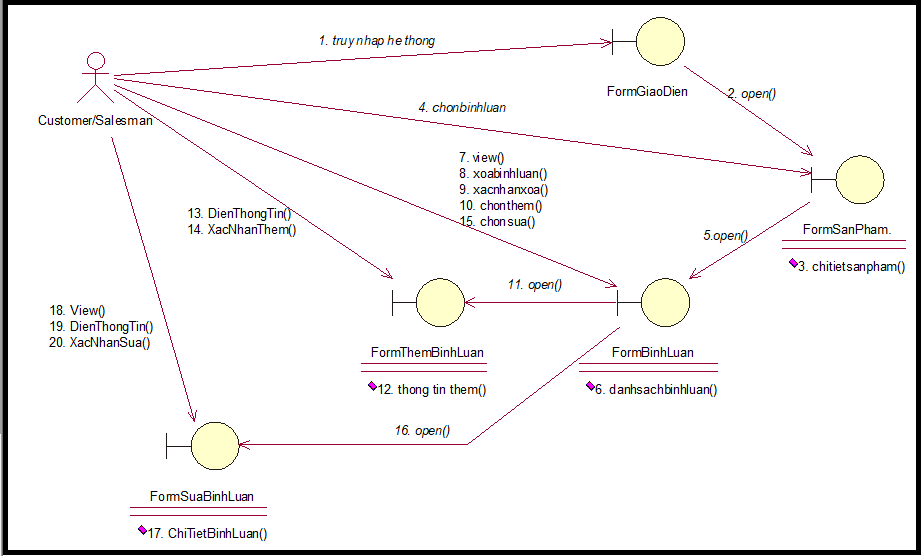 1. truy nhap he thong
FormGiaoDien
2. open()
Customer/Salesman
4. chonbinhluan
7. view()
8. xoabinhluan()
9. xacnhanxoa()
10. chonthem()
15. chonsua()
13. DienThongTin()
14. XacNhanThem()
FormSanPham.
5.open()
3. chitietsanpham()
11. open()
18. View()
19. DienThongTin()
20. XacNhanSua()
FormThemBinhLuan
FormBinhLuan
12. thong tin them()
6. danhsachbinhluan()
16. open()
FormSuaBinhLuan
17. ChiTietBinhLuan()